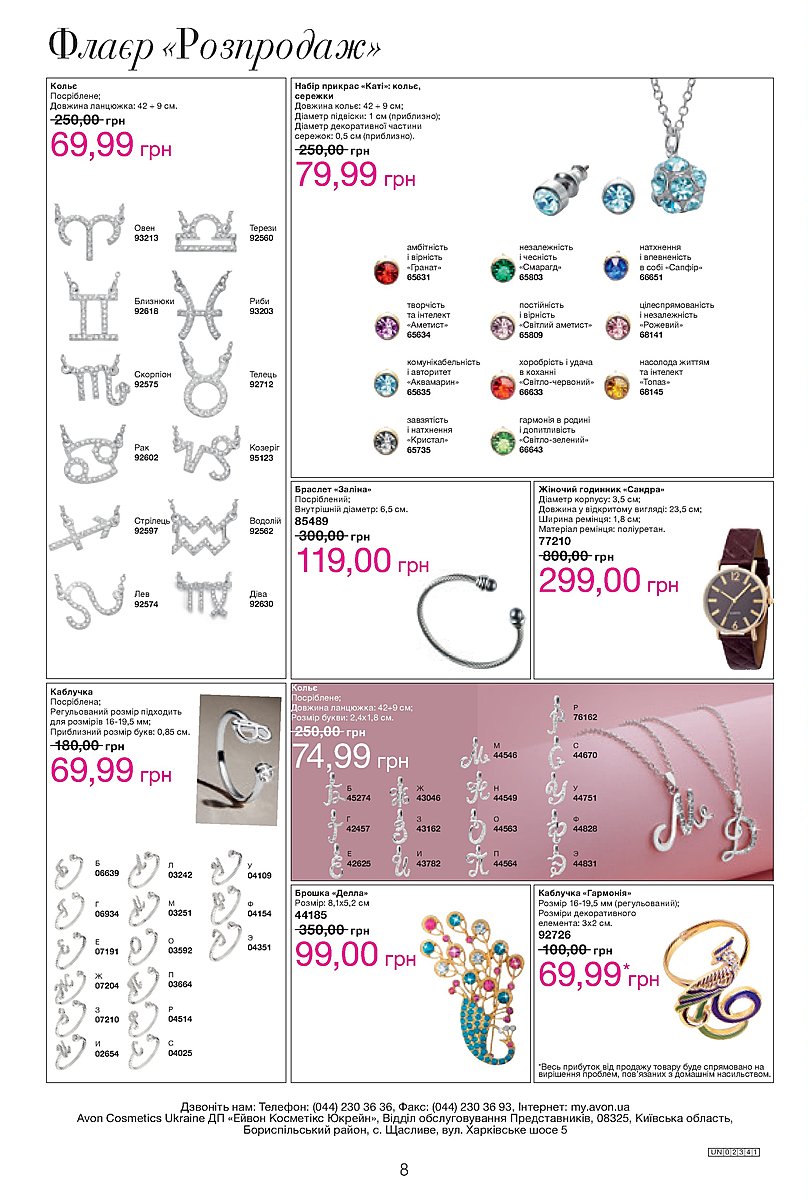 Флаєр «Розпродаж»
Кольє
Посріблене;
Довжина ланцюжка: 42 + 9 см.
250,00 грн
69,99 грн
Овен
93213
Терези
92560
Близнюки
92618
Риби
93203
Скорпіон
92575
Телець
92712
Рак
92602
Козеріг
95123
Стрілець
92597
Водолій
92562
Лев
92574
Діва
92630
Набір прикрас «Каті»: кольє,
сережки
Довжина кольє: 42 + 9 см;
Діаметр підвіски: 1 см (приблизно);
Діаметр декоративної частини
сережок: 0,5 см (приблизно).
250,00 грн
79,99 грн
амбітність
і вірність
«Гранат»
65631
незалежність
і чесність
«Смарагд»
65803
натхнення
і впевненість
в собі «Сапфір»
66651
творчість
та інтелект
«Аметист»
65634
постійність
і вірність
«Світлий аметист»
65809
цілеспрямованість
і незалежність
«Рожевий»
68141
комунікабельність
і авторитет
«Аквамарин»
65635
хоробрість і удача
в коханні
«Світло-червоний»
66633
насолода життям
та інтелект
«Топаз»
68145
завзятість
і натхнення
«Кристал»
65735
гармонія в родині
і допитливість
«Світло-зелений»
66643
Браслет «Заліна»
Посріблений;
Внутрішній діаметр: 6,5 см.
85489
300,00 грн
119,00 грн
Жіночий годинник «Сандра»
Діаметр корпусу: 3,5 см;
Довжина у відкритому вигляді: 23,5 см;
Ширина ремінця: 1,8 см;
Матеріал ремінця: поліуретан.
77210
800,00 грн
299,00 грн
Каблучка
Посріблена;
Регульований розмір підходить
для розмірів 16-19,5 мм;
Приблизний розмір букв: 0,85 см.
180,00 грн
69,99 грн
Б
06639
Л
03242
У
04109
Г
06934
М
03251
Ф
04154
Е
07191
О
03592
Э
04351
Ж
07204
П
03664
З
07210
Р
04514
И
02654
С
04025
Кольє
Посріблене;
Довжина ланцюжка: 42+9 см;
Розмір букви: 2,4х1,8 см.
250,00 грн
74,99 грн
Р
76162
М
44546
С
44670
Б
45274
Ж
43046
Н
44549
У
44751
Г
42457
З
43162
О
44563
Ф
44828
Е
42625
И
43782
П
44564
Э
44831
Брошка «Делла»
Розмір: 8,1х5,2 см
44185
350,00 грн
99,00 грн
Каблучка «Гармонія»
Розмір 16-19,5 мм (регульований);
Розміри декоративного
елемента: 3х2 см.
92726
100,00 грн
69,99*грн
*Весь прибуток від продажу товару буде спрямовано на
вирішення проблем, пов'язаних з домашнім насильством.
Дзвоніть нам: Телефон: (044) 230 36 36, Факс: (044) 230 36 93, Інтернет: my.avon.ua
Avon Cosmetics Ukraine ДП «Ейвон Косметікс Юкрейн», Відділ обслуговування Представників, 08325, Київська область,
Бориспільський район, с. Щасливе, вул. Харківське шосе 5
UN02341
8